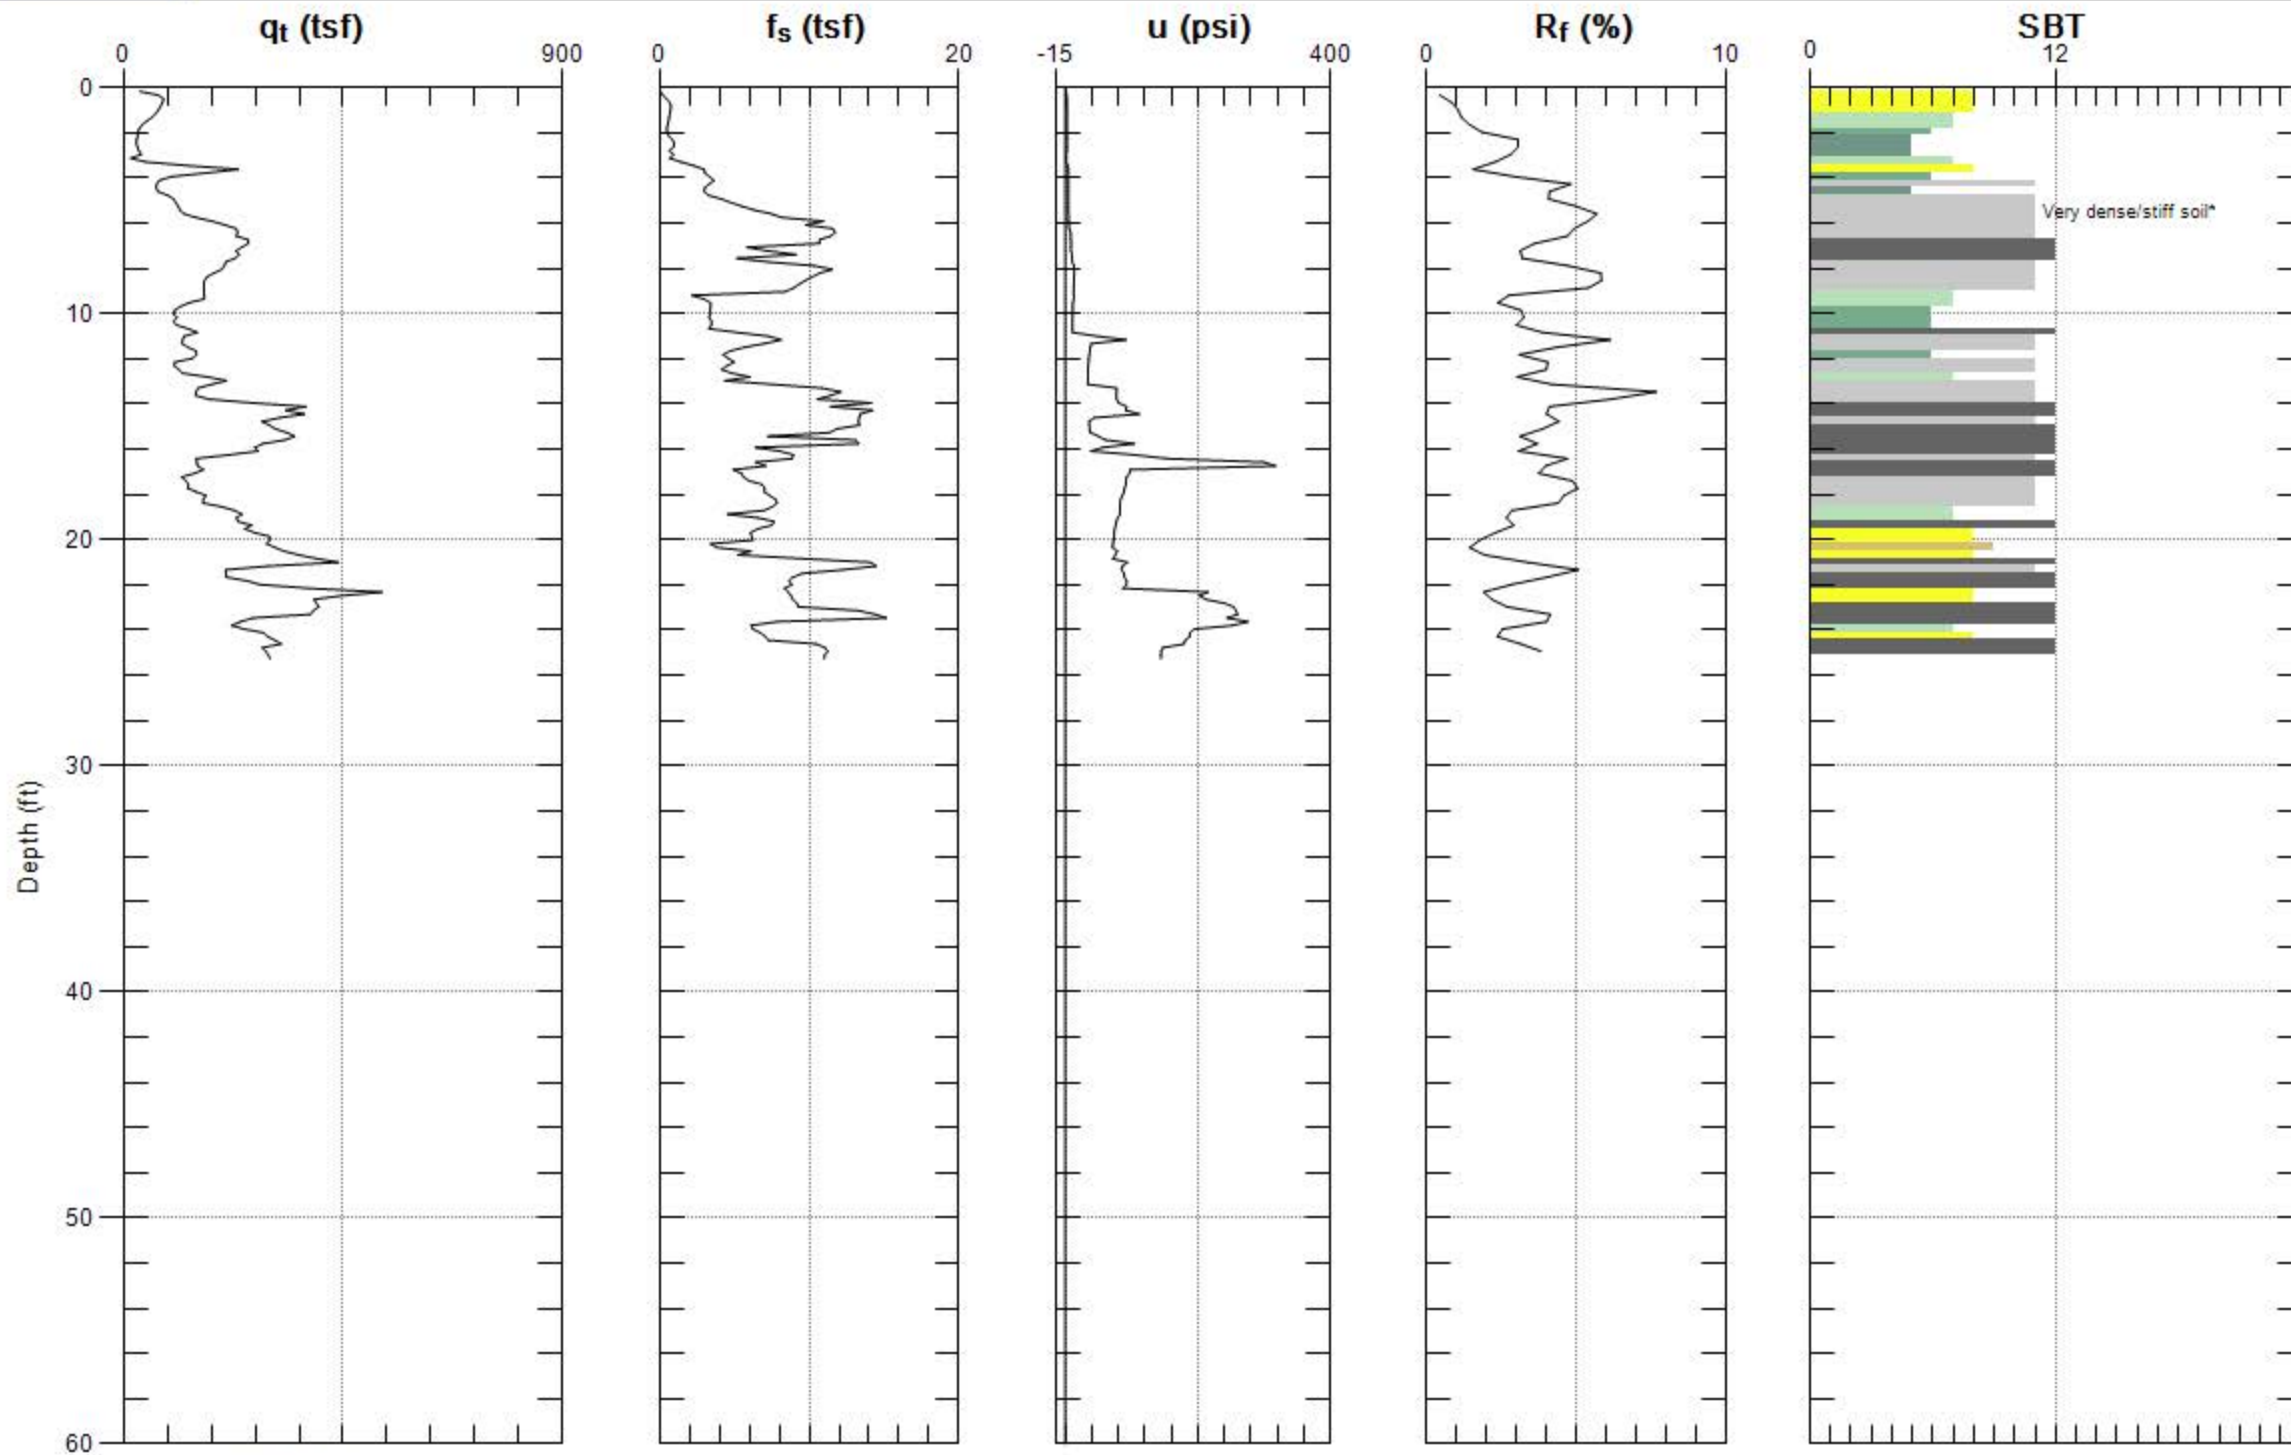 qt (tsf)
fs (tsf)
u (psi)
Rf (%)
SBT
0 900
0 20
-15 400
0 10
0 12
0
Very dense/stiff soil*
10
20
30
Depth (ft)
40
50
60